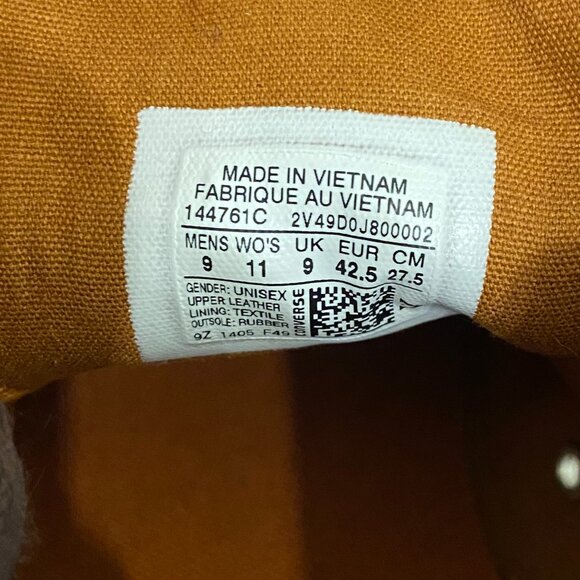 MADE IN VIETNAM
FABRIQUE AU VIETNAM
144761C 2V49D0J800002
MENS WO'S UK EUR CM
9 11 9 42.5 27.5
GENDER: UNISEX
UPPER LEATHER
LINING: TEXTILE
OUTSOLE: RUBBER
9Z 1405 F49
CONVERSE